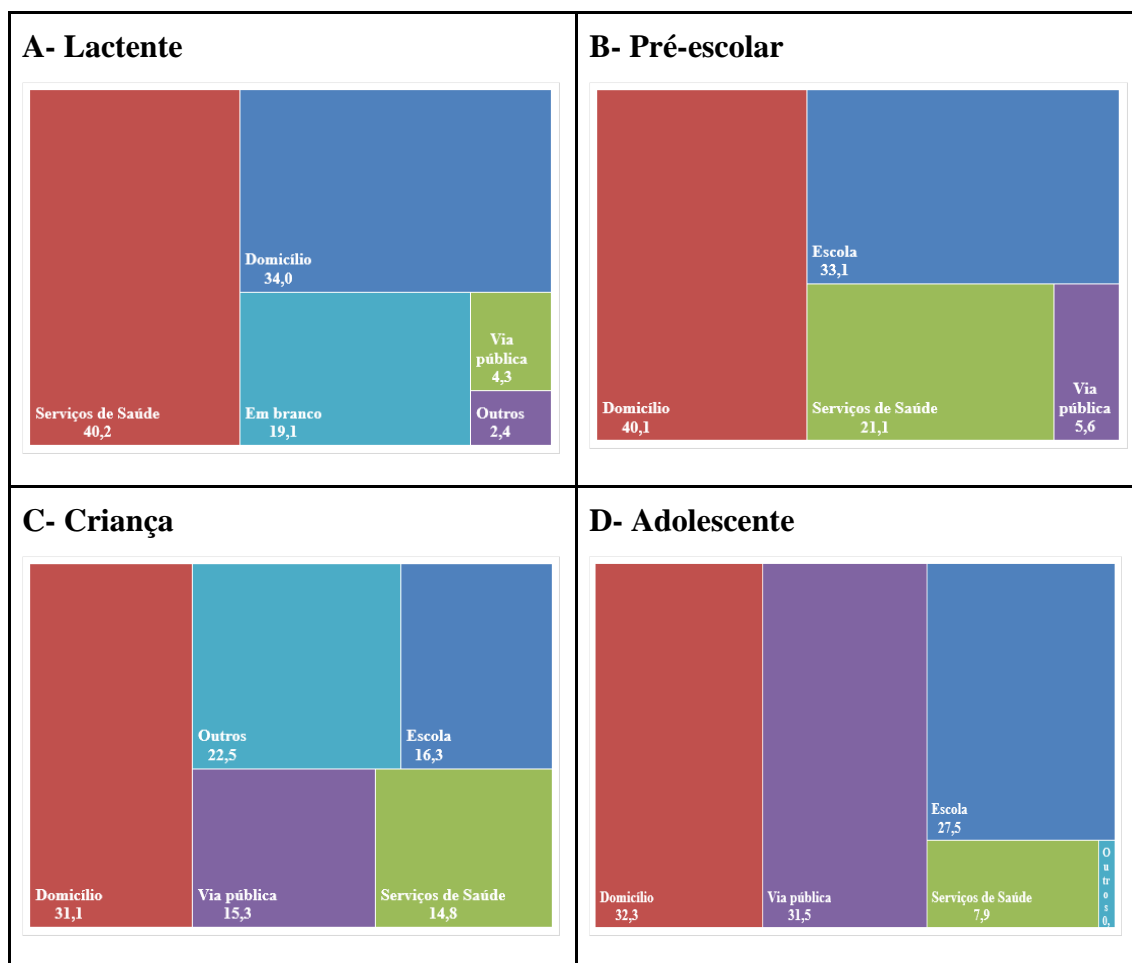 A- Lactente
Serviços de Saúde
40,2
Domicílio
34,0
Em branco
19,1
Via
pública
4,3
Outros
2,4
B- Pré-escolar
Domicílio
40,1
Escola
33,1
Serviços de Saúde
21,1
Via
pública
5,6
C- Criança
Domicílio
31,1
Outros
22,5
Escola
16,3
Via pública
15,3
Serviços de Saúde
14,8
D- Adolescente
Domicílio
32,3
Via pública
31,5
Escola
27,5
Serviços de Saúde
7,9
O
u
tr
o
s
0,